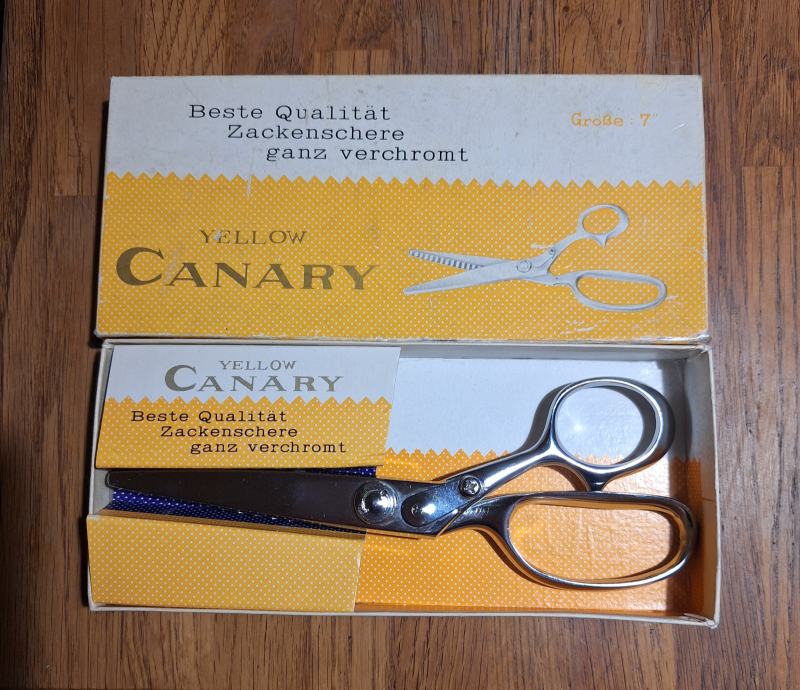 Beste Qualität
Zackenschere
ganz verchromt
Große : 7"
YELLOW
CANARY
YELLOW
CANARY
Beste Qualität
Zackenschere
ganz verchromt